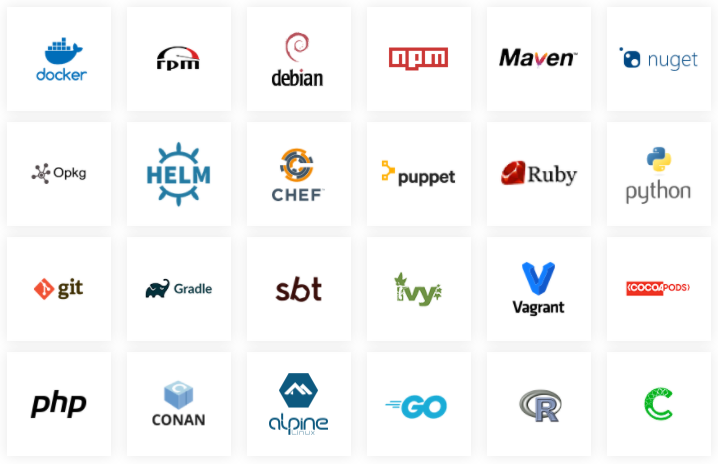 docker
rpm
debian
npm
Maven™
nuget
Opkg
HELM
CHEF
puppet
Ruby
python
git
Gradle
sbt
ivy
Vagrant
COCOAPODS
php
CONAN
alpine
LINUX
GO
R
C